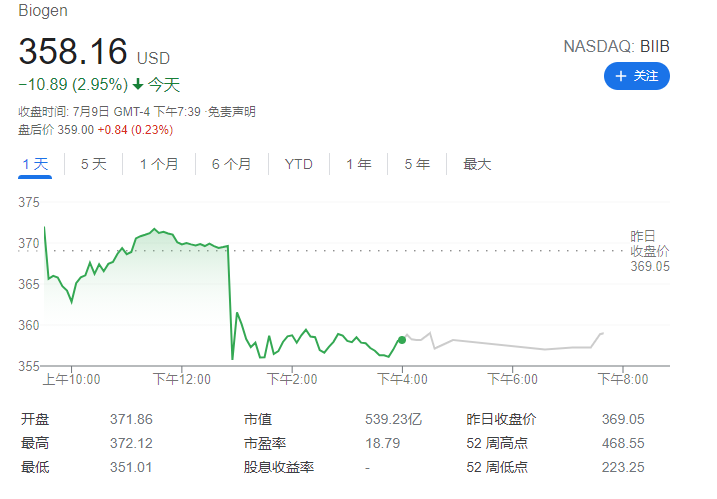 Biogen
358.16 USD
NASDAQ: BIIB
+ 关注
−10.89 (2.95%) 今天
收盘时间: 7月9日 GMT-4 下午7:39 ·免责声明
盘后价 359.00 +0.84 (0.23%)
1 天 5 天 1 个月 6 个月 YTD 1 年 5 年 最大
375
370
365
360
355
昨日
收盘价
369.05
上午10:00 下午12:00 下午2:00 下午4:00 下午6:00 下午8:00
开盘 371.86 市值 539.23亿 昨日收盘价 369.05
最高 372.12 市盈率 18.79 52 周高点 468.55
最低 351.01 股息收益率 - 52 周低点 223.25